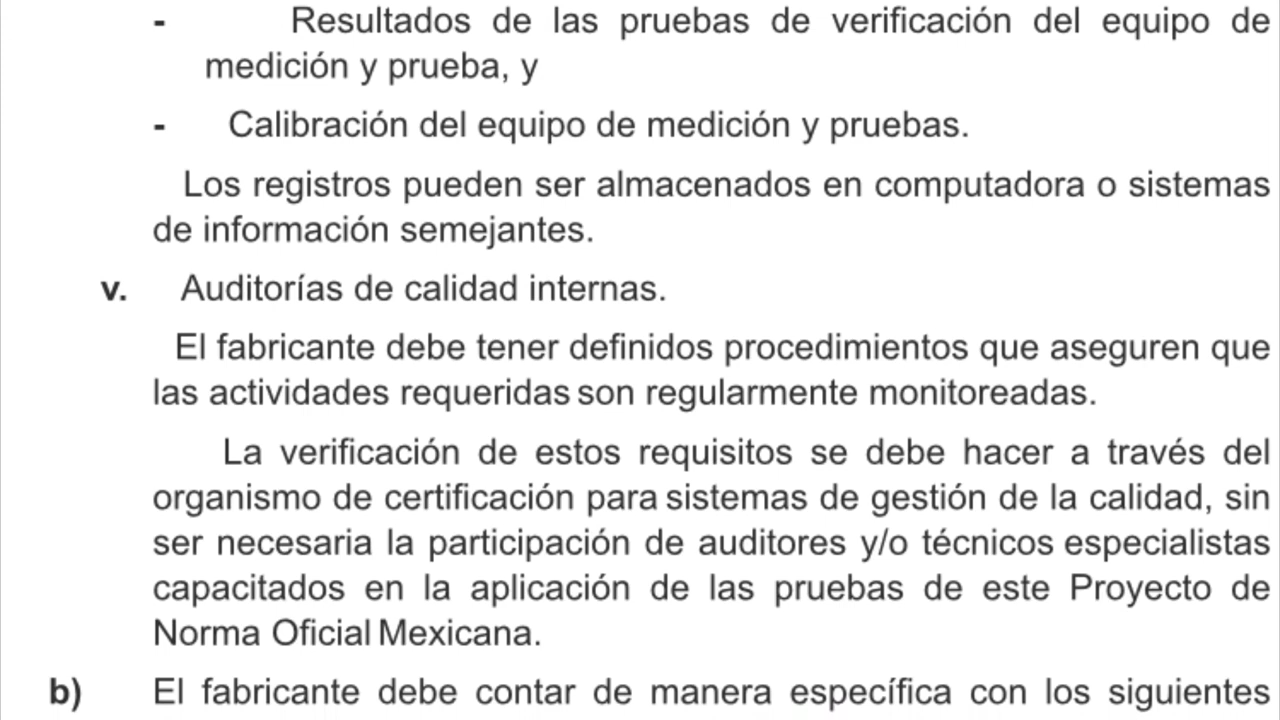 - Resultados de las pruebas de verificación del equipo de
medición y prueba, y
- Calibración del equipo de medición y pruebas.
Los registros pueden ser almacenados en computadora o sistemas
de información semejantes.
v. Auditorías de calidad internas.
El fabricante debe tener definidos procedimientos que aseguren que
las actividades requeridas son regularmente monitoreadas.
La verificación de estos requisitos se debe hacer a través del
organismo de certificación para sistemas de gestión de la calidad, sin
ser necesaria la participación de auditores y/o técnicos especialistas
capacitados en la aplicación de las pruebas de este Proyecto de
Norma Oficial Mexicana.
b) El fabricante debe contar de manera específica con los siguientes